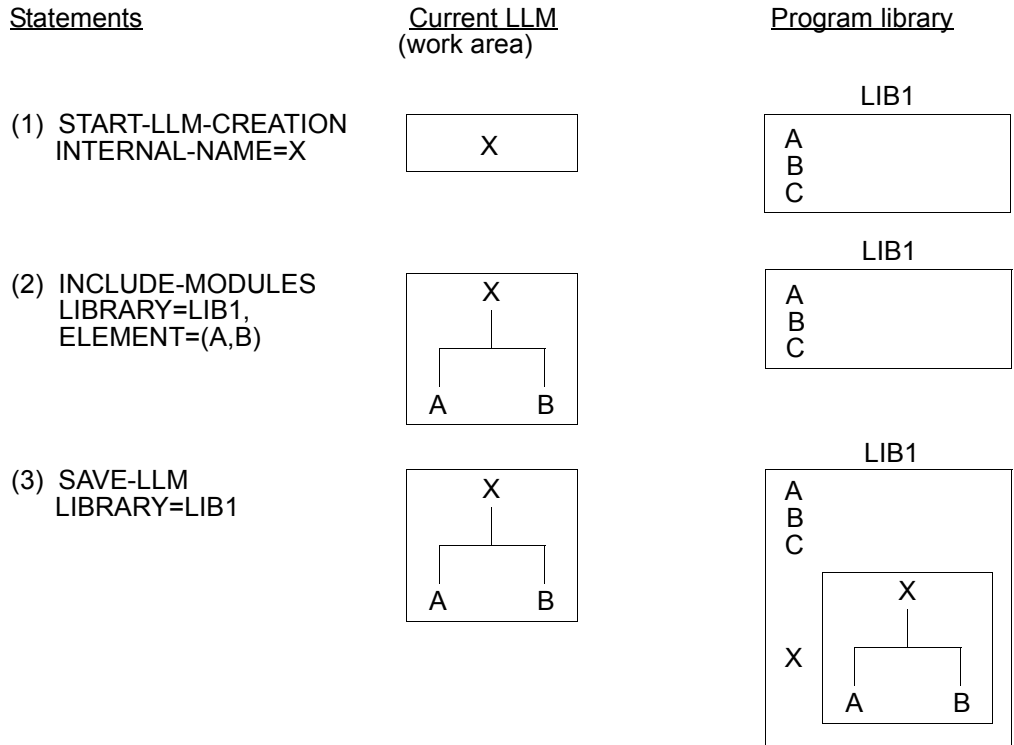 Statements
Current LLM
(work area)
Program library
(1) START-LLM-CREATION
INTERNAL-NAME=X
X
LIB1
A
B
C
(2) INCLUDE-MODULES
LIBRARY=LIB1,
ELEMENT=(A,B)
X
A B
LIB1
A
B
C
(3) SAVE-LLM
LIBRARY=LIB1
X
A B
LIB1
A
B
C
X
X
A B